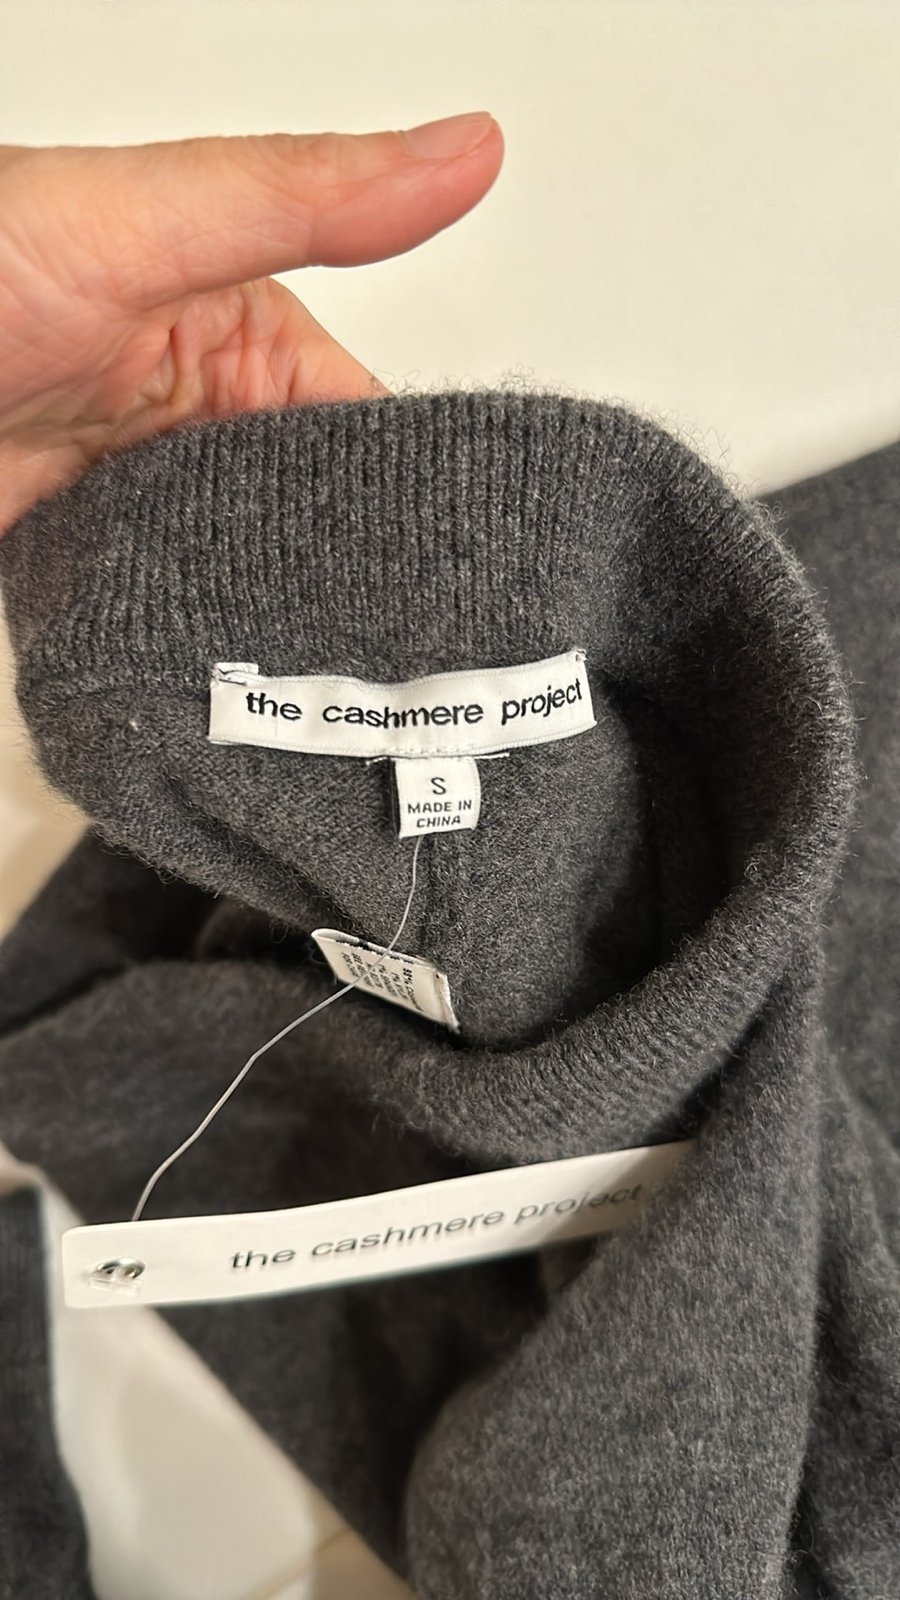 the cashmere project
S
MADE IN
CHINA
the cashmere project